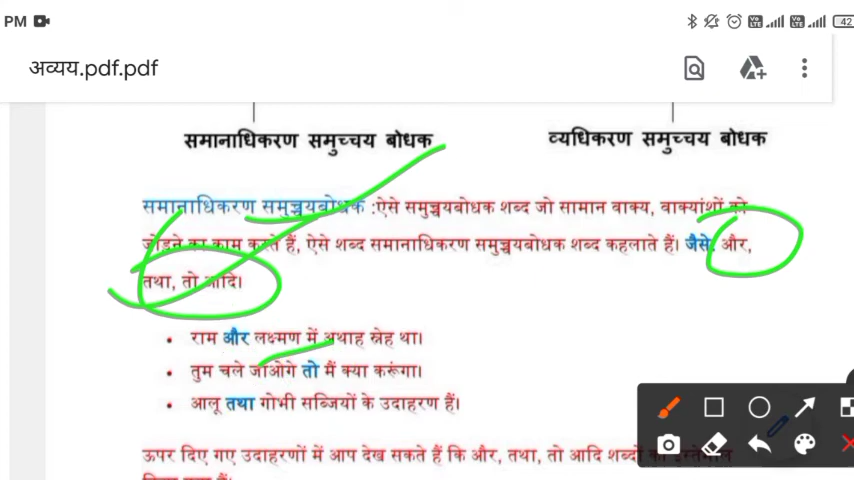 PM
42
अव्यय.pdf.pdf
समानाधिकरण समुच्चय बोधक
व्यधिकरण समुच्चय बोधक
समानाधिकरण समुच्चयबोधक :ऐसे समुच्चयबोधक शब्द जो सामान वाक्य, वाक्यांशों को
जोड़ने का काम करते हैं, ऐसे शब्द समानाधिकरण समुच्चयबोधक शब्द कहलाते हैं। जैसे: और,
तथा, तो आदि।
• राम और लक्ष्मण में अथाह स्नेह था।
• तुम चले जाओगे तो मैं क्या करूंगा।
• आलू तथा गोभी सब्जियों के उदाहरण हैं।
ऊपर दिए गए उदाहरणों में आप देख सकते हैं कि और, तथा, तो आदि शब्दों का इस्तेमाल